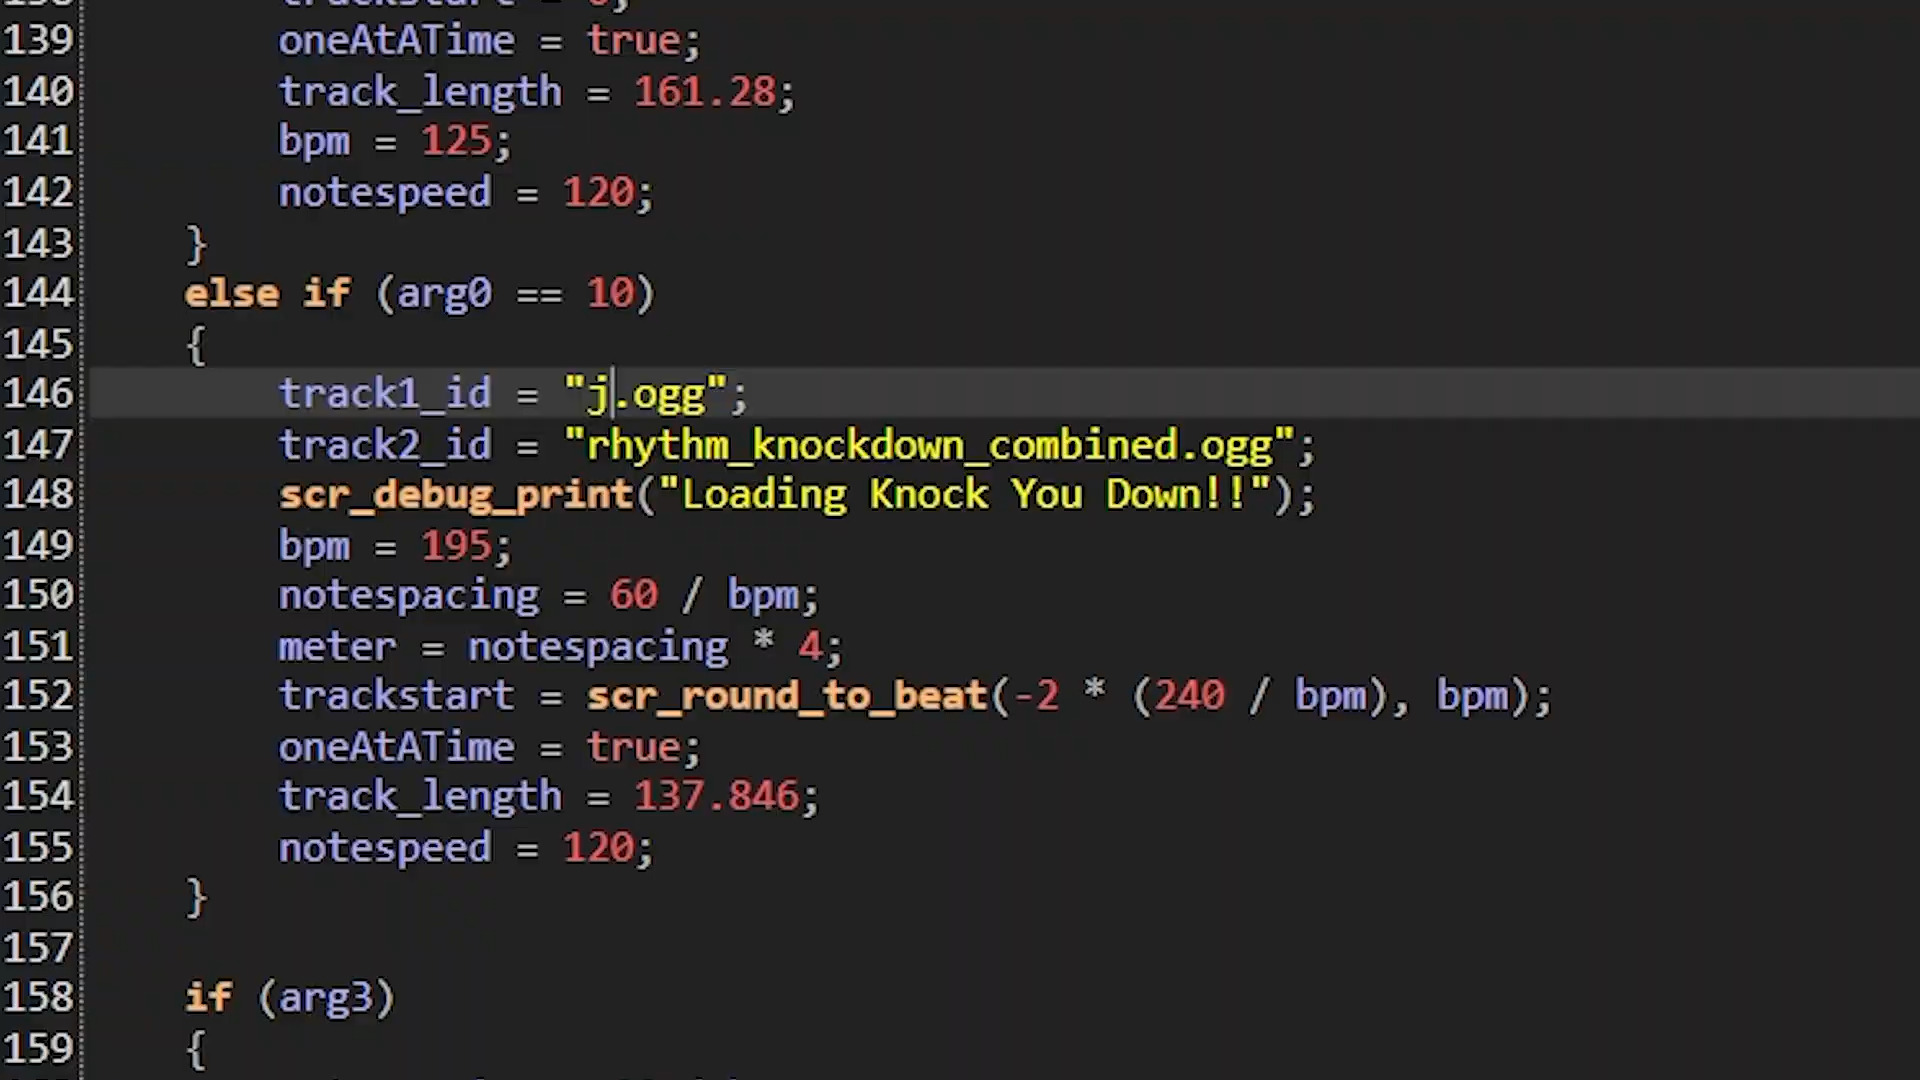 139 oneAtATime = true;
140 track_length = 161.28;
141 bpm = 125;
142 notespeed = 120;
143 }
144 else if (arg0 == 10)
145 {
146 track1_id = "j.ogg";
147 track2_id = "rhythm_knockdown_combined.ogg";
148 scr_debug_print("Loading Knock You Down!!");
149 bpm = 195;
150 notespacing = 60 / bpm;
151 meter = notespacing * 4;
152 trackstart = scr_round_to_beat(-2 * (240 / bpm), bpm);
153 oneAtATime = true;
154 track_length = 137.846;
155 notespeed = 120;
156 }
157
158 if (arg3)
159 {